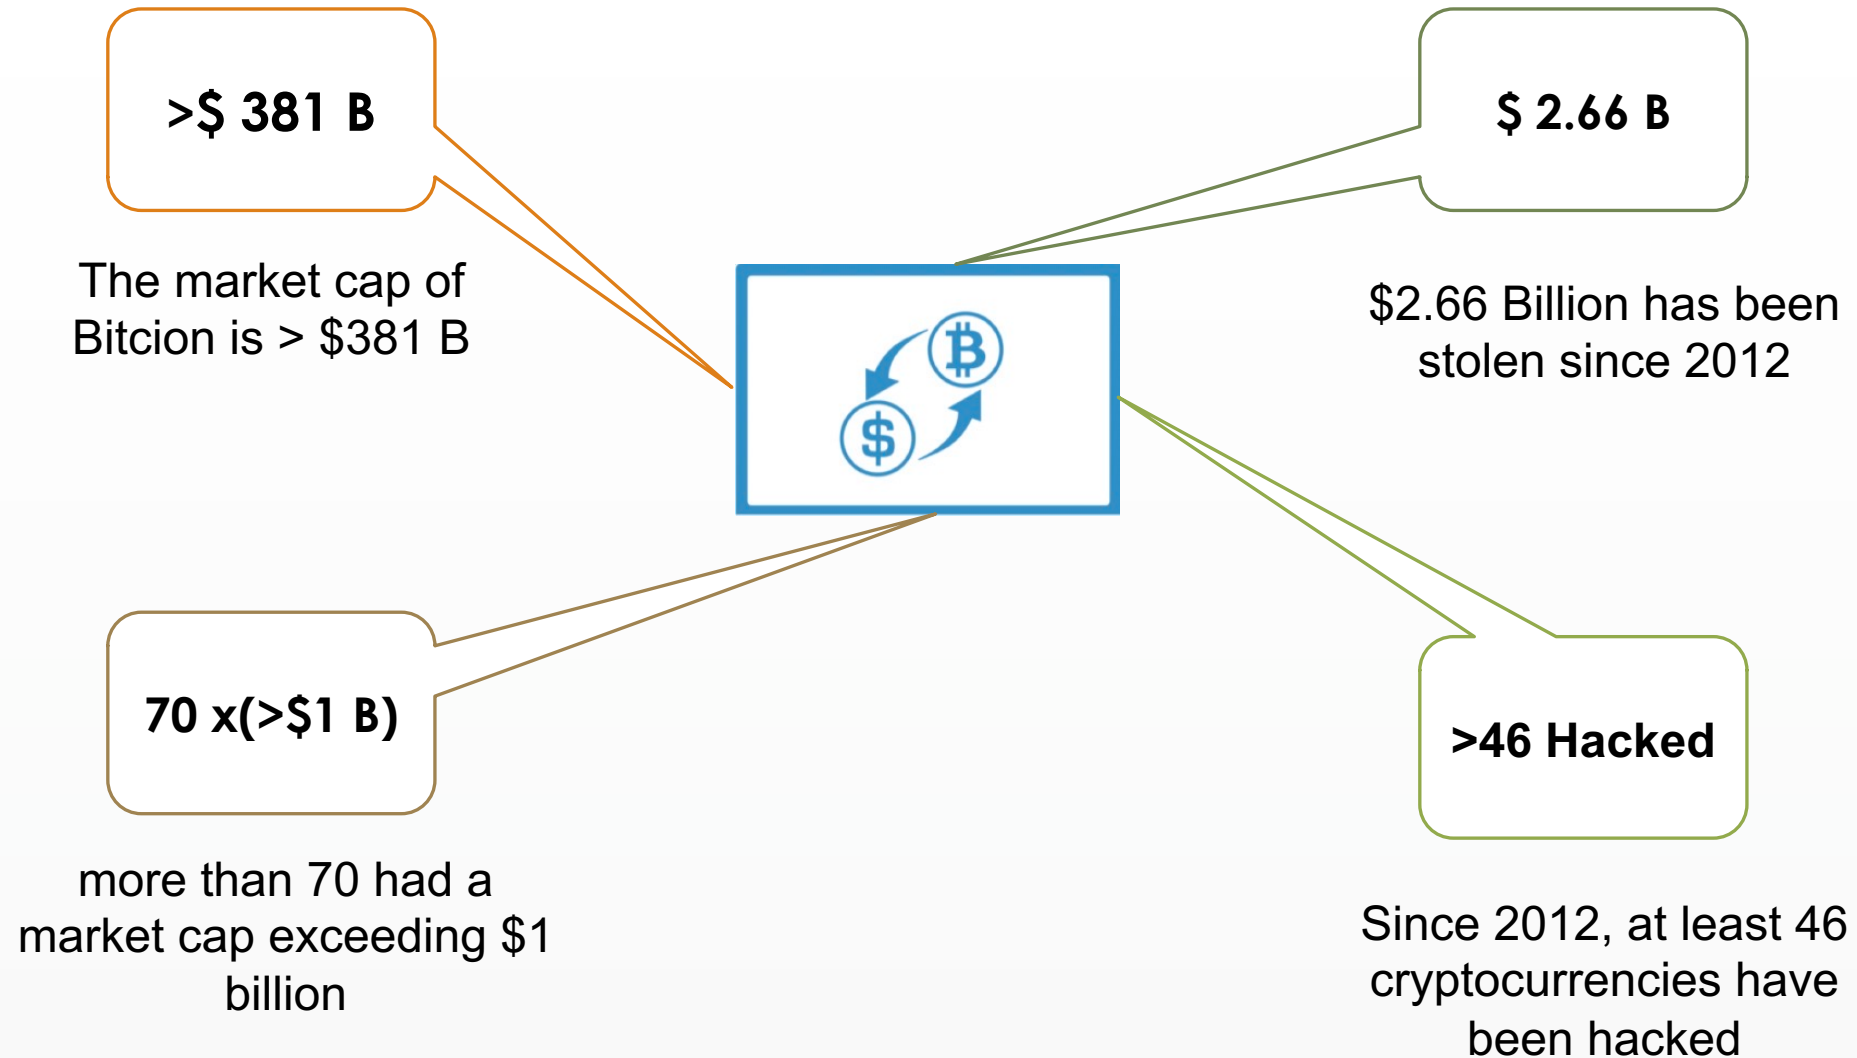 >$ 381 B
The market cap of
Bitcion is > $381 B
$ 2.66 B
$2.66 Billion has been
stolen since 2012
₿
$
70 x(>$1 B)
more than 70 had a
market cap exceeding $1
billion
>46 Hacked
Since 2012, at least 46
cryptocurrencies have
been hacked